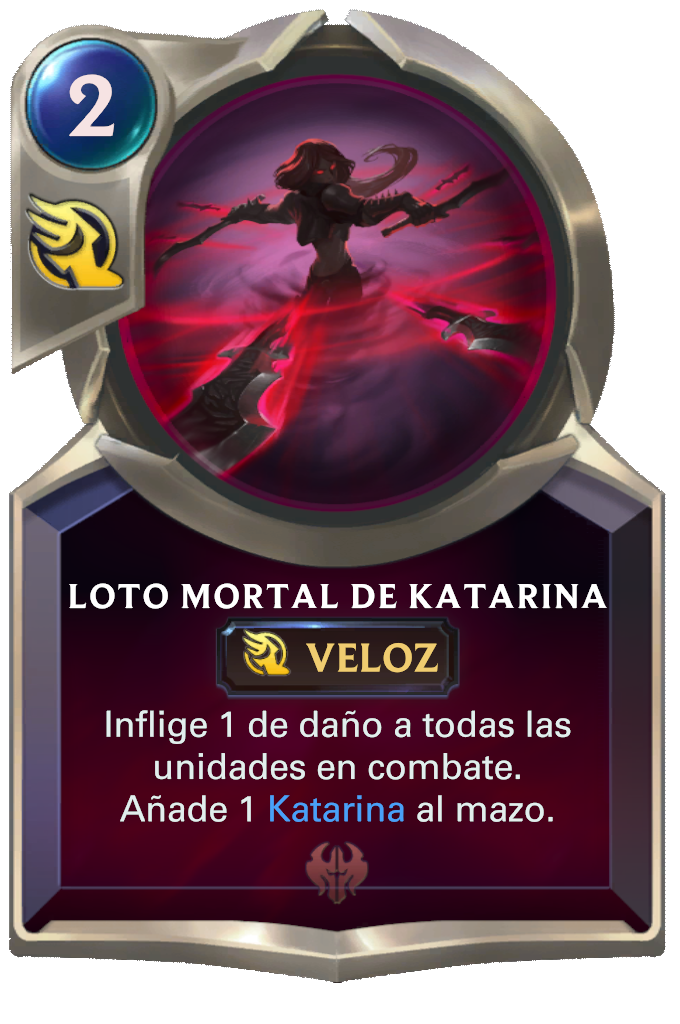 2
LOTO MORTAL DE KATARINA
VELOZ
Inflige 1 de daño a todas las
unidades en combate.
Añade 1 Katarina al mazo.